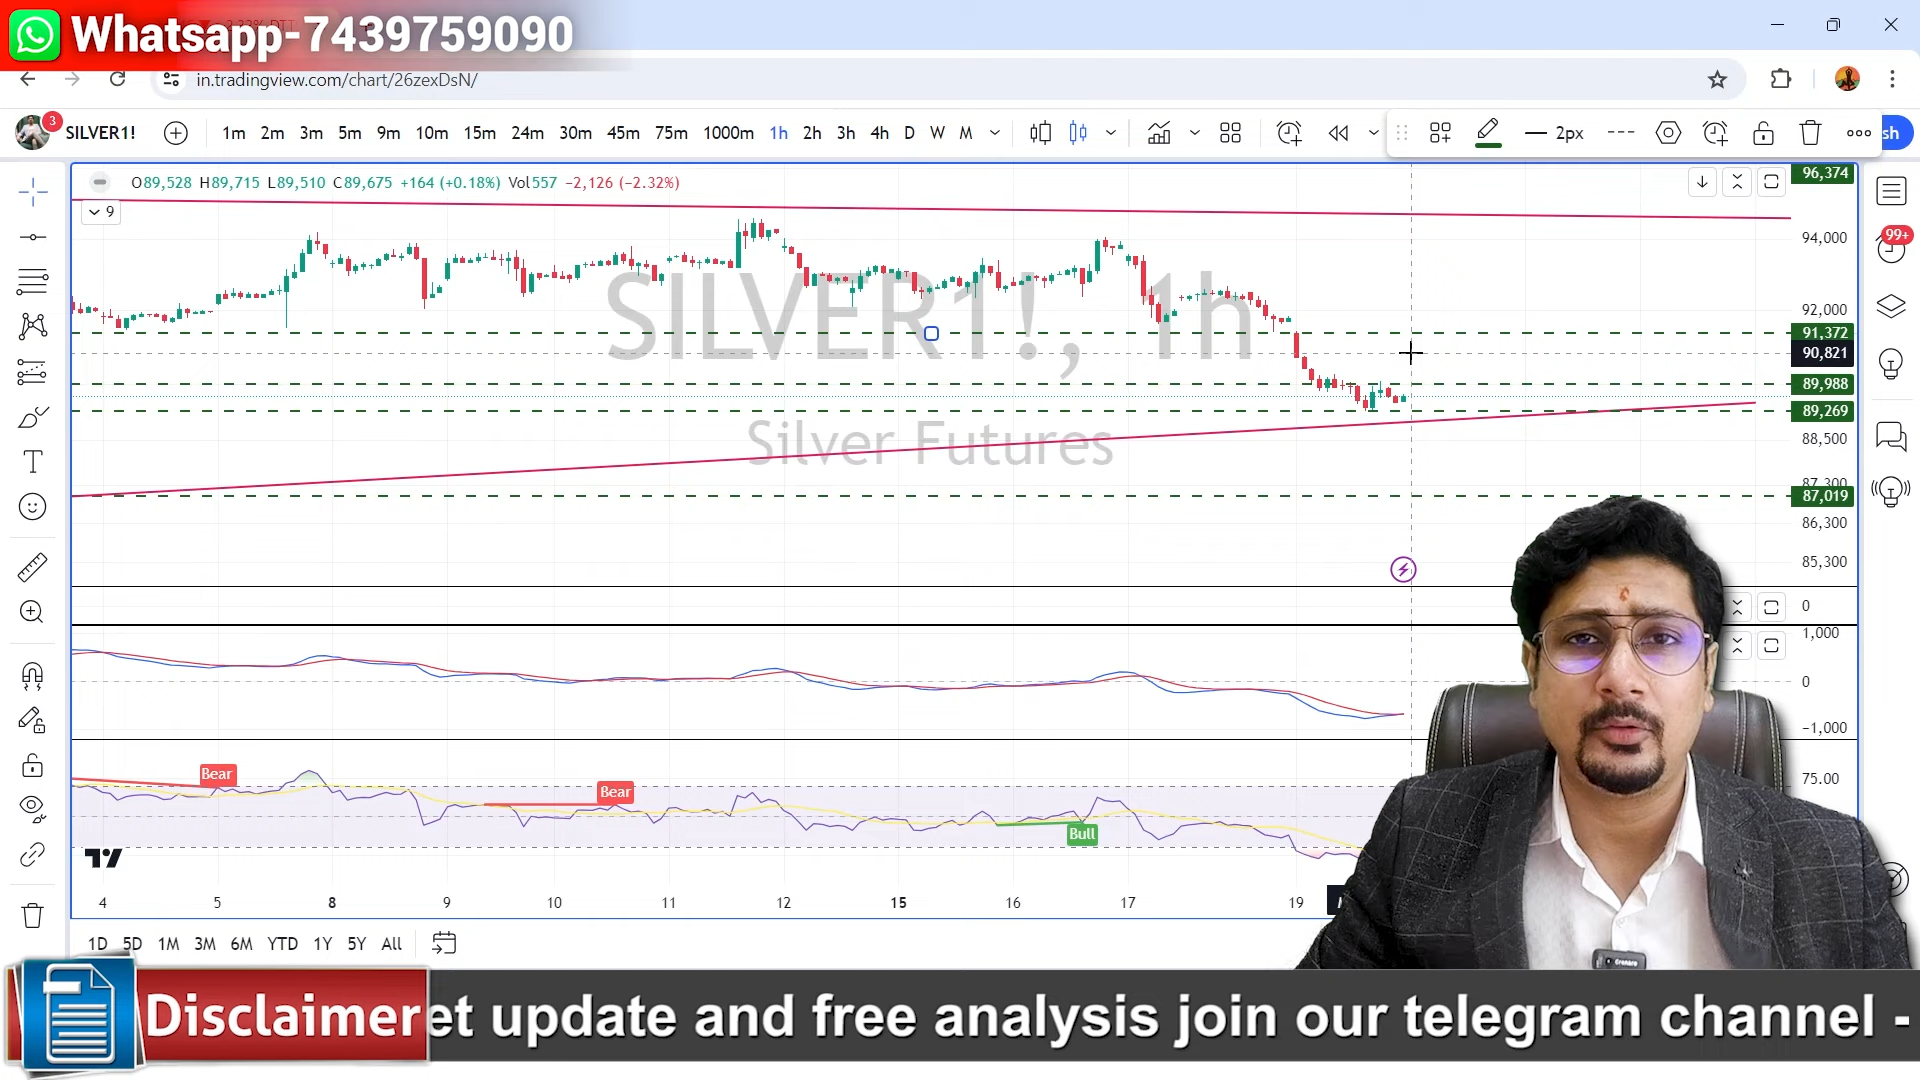 Whatsapp-7439759090
in.tradingview.com/chart/26zexDsN/
3
SILVER1!
1m 2m 3m 5m 9m 10m 15m 24m 30m 45m 75m 1000m 1h 2h 3h 4h D W M
2px
sh
O89,528 H89,715 L89,510 C89,675 +164 (+0.18%) Vol557 −2,126 (−2.32%)
9
SILVER1!, 1h
Silver Futures
96,374
94,000
92,000
91,372
90,821
89,988
89,269
88,500
87,300
87,019
86,300
85,300
0
1,000
0
−1,000
75.00
99+
Bear
Bear
Bull
4 5 8 9 10 11 12 15 16 17 19
1D 5D 1M 3M 6M YTD 1Y 5Y All
Disclaimer
et update and free analysis join our telegram channel -